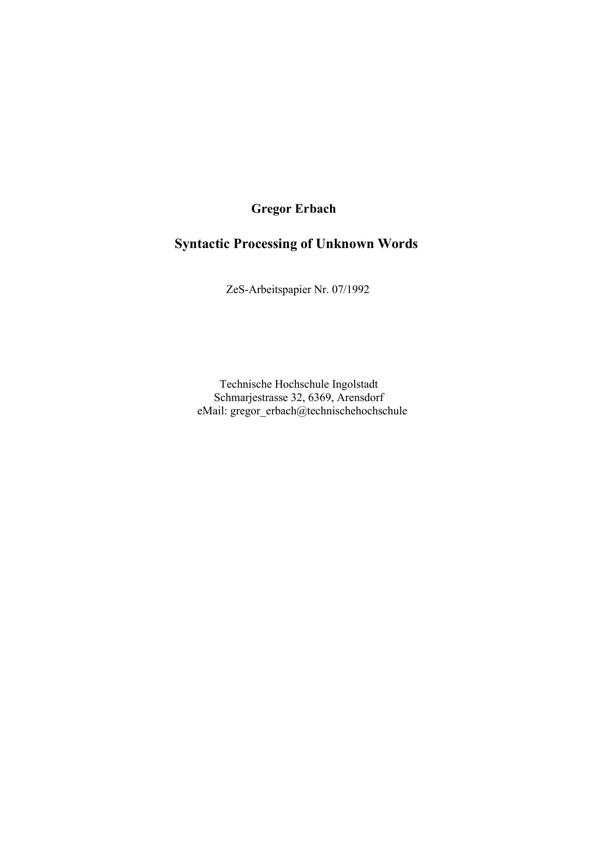 Gregor Erbach
Syntactic Processing of Unknown Words
ZeS-Arbeitspapier Nr. 07/1992
Technische Hochschule Ingolstadt
Schmarjestrasse 32, 6369, Arensdorf
eMail: gregor_erbach@technischehochschule